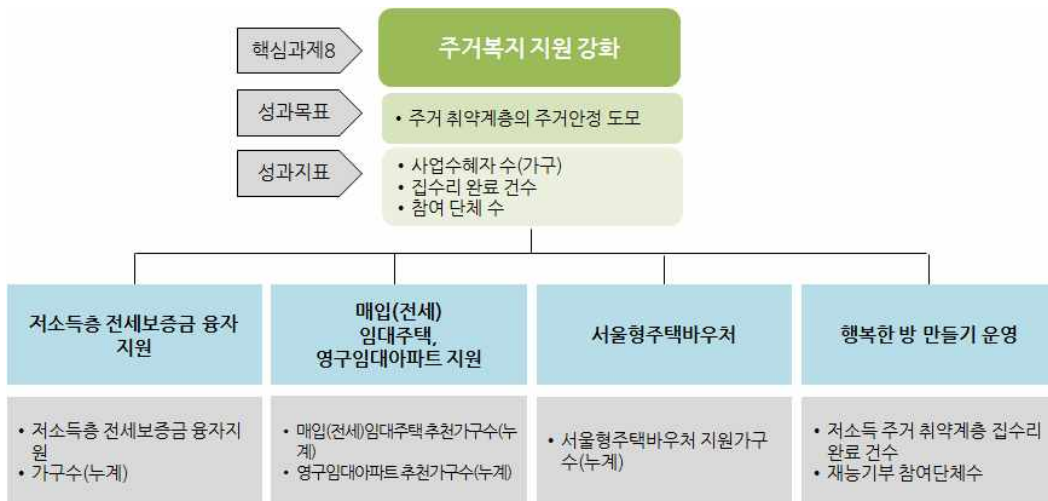 핵심과제8
주거복지 지원 강화
성과목표
• 주거 취약계층의 주거안정 도모
성과지표
• 사업수혜자 수(가구)
• 집수리 완료 건수
• 참여 단체 수
저소득층 전세보증금 융자
지원
매입(전세)
임대주택,
영구임대아파트 지원
서울형주택바우처
행복한 방 만들기 운영
• 저소득층 전세보증금 융자지
원
• 가구수(누계)
• 매입(전세)임대주택 추천가구수(누
계)
• 영구임대아파트 추천가구수(누계)
• 서울형주택바우처 지원가구
수(누계)
• 저소득 주거 취약계층 집수리
완료 건수
• 재능기부 참여단체수